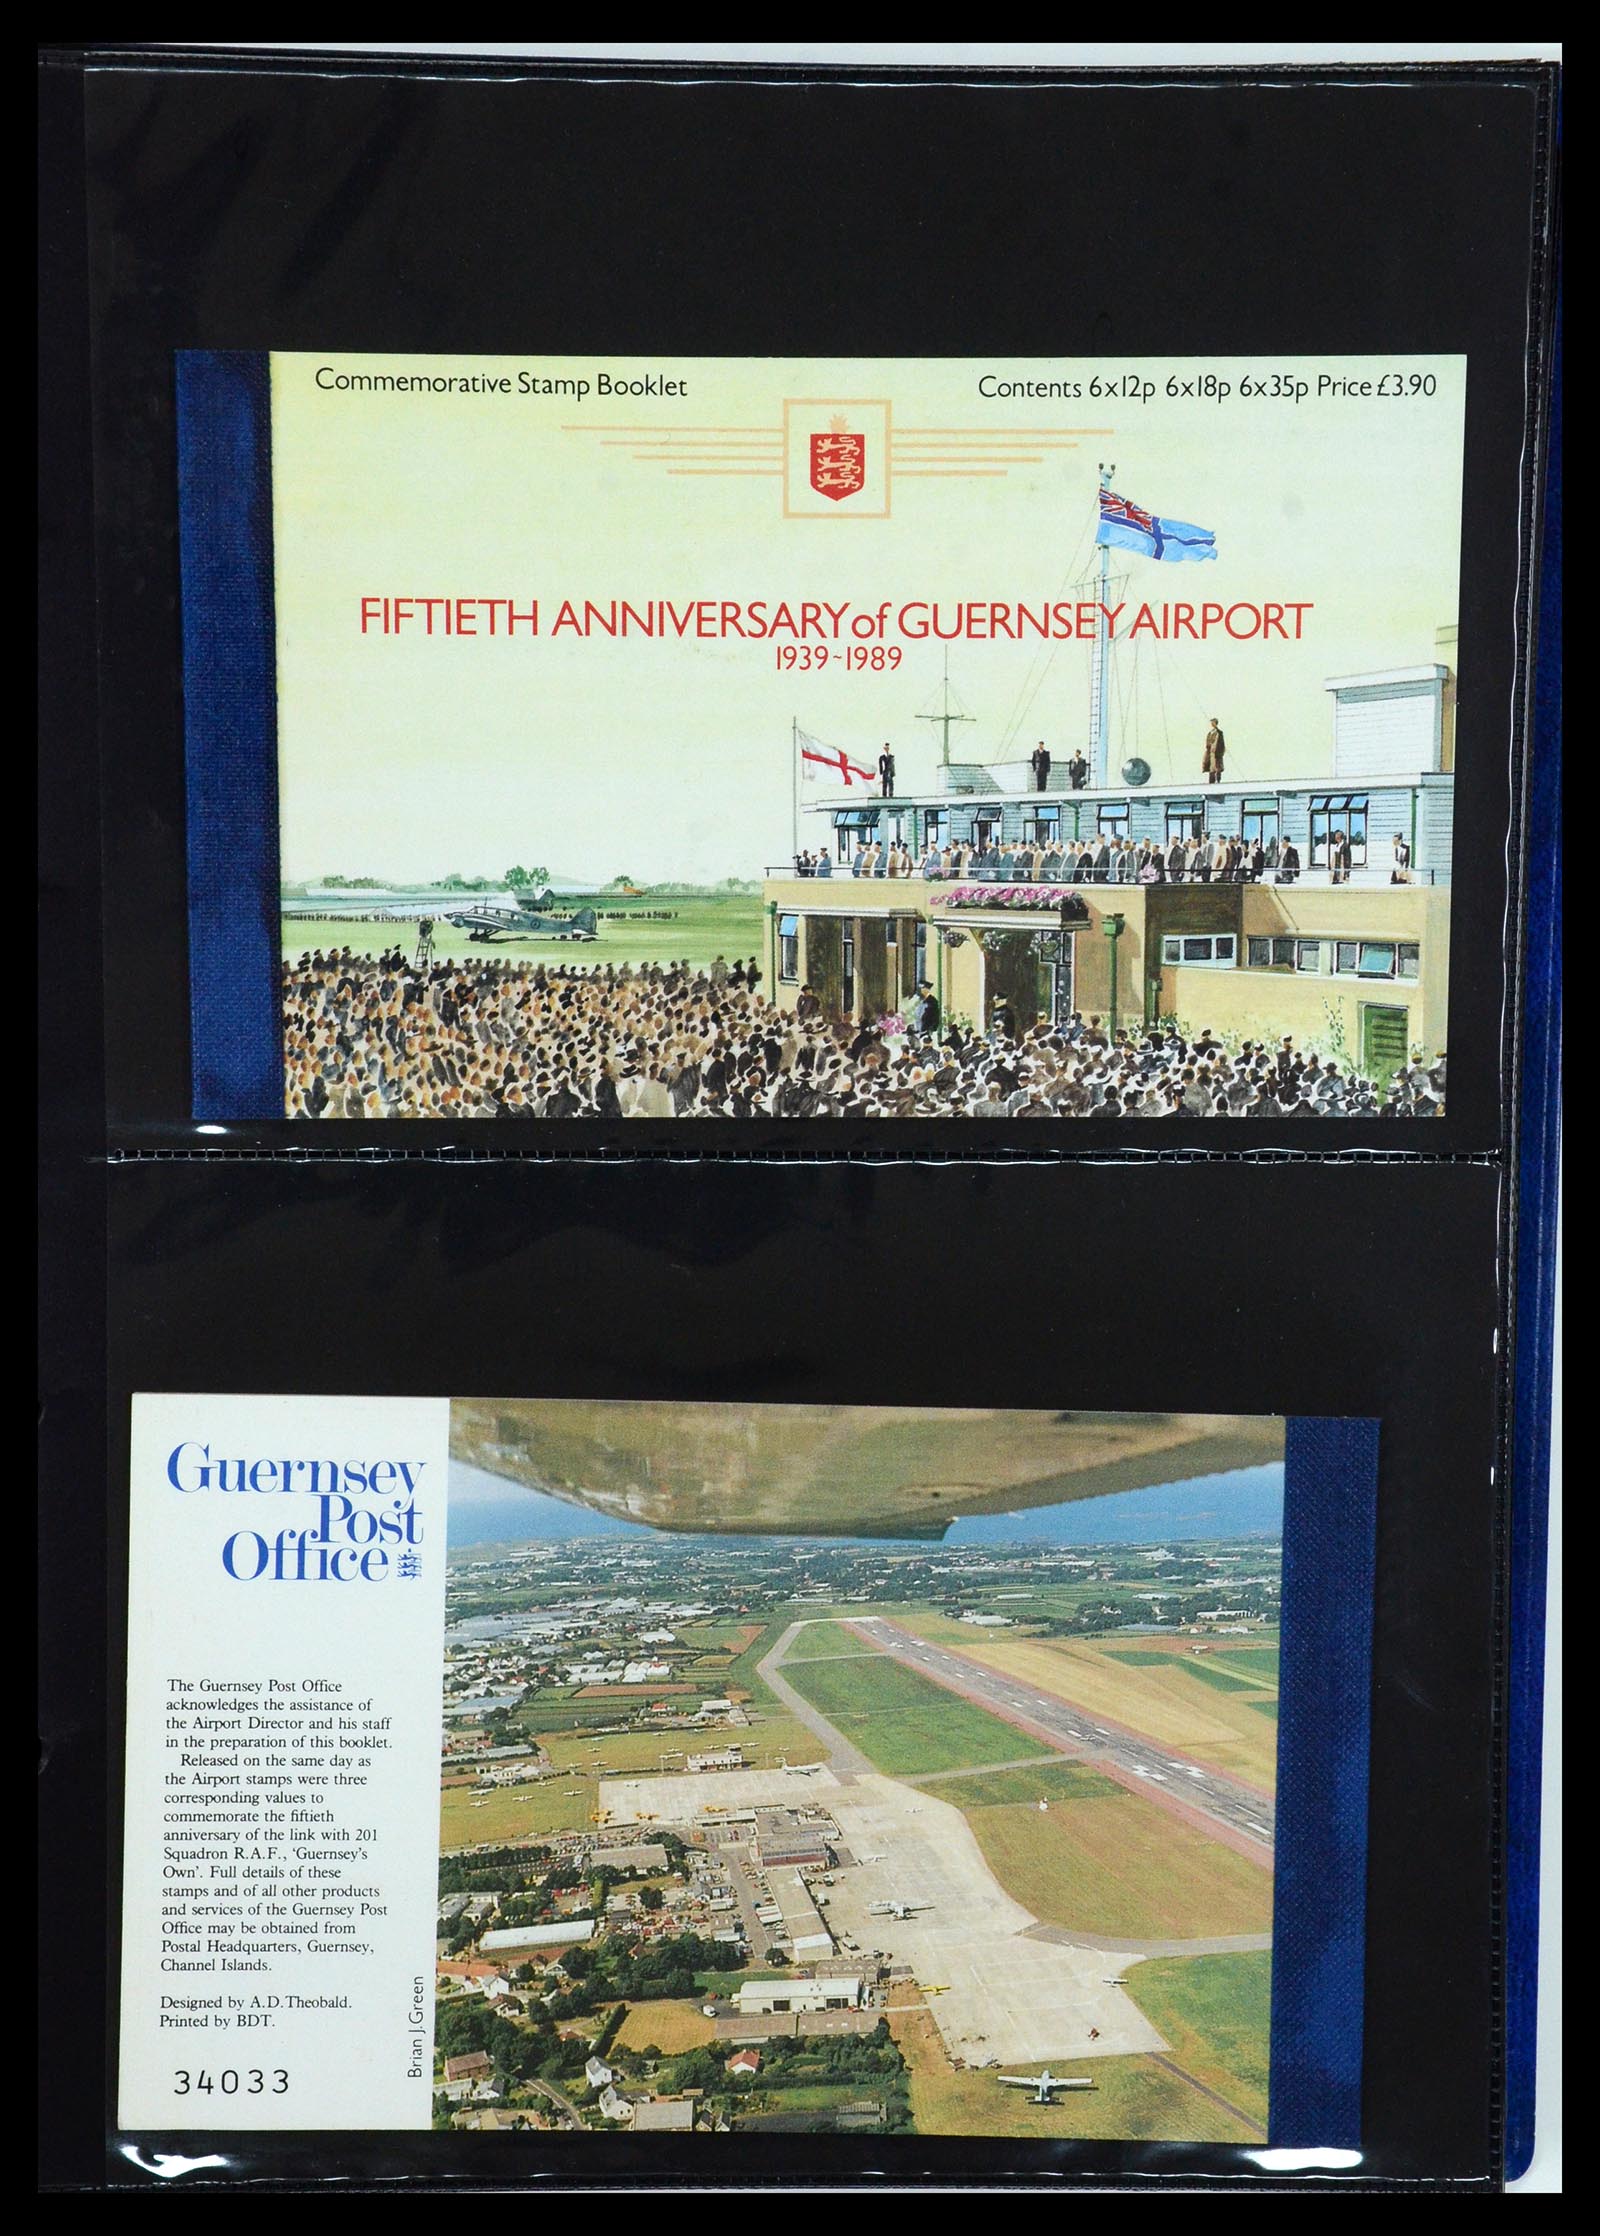 Commemorative Stamp Booklet
Contents 6x12p 6x18p 6x35p Price £3.90
FIFTIETH ANNIVERSARY of GUERNSEY AIRPORT
1939~1989
Guernsey
Post
Office
The Guernsey Post Office
acknowledges the assistance of
the Airport Director and his staff
in the preparation of this booklet.
Released on the same day as
the Airport stamps were three
corresponding values to
commemorate the fiftieth
anniversary of the link with 201
Squadron R.A.F., ‘Guernsey’s
Own’. Full details of these
stamps and of all other products
and services of the Guernsey Post
Office may be obtained from
Postal Headquarters, Guernsey,
Channel Islands.
Designed by A.D. Theobald.
Printed by BDT.
34033
Brian J. Green